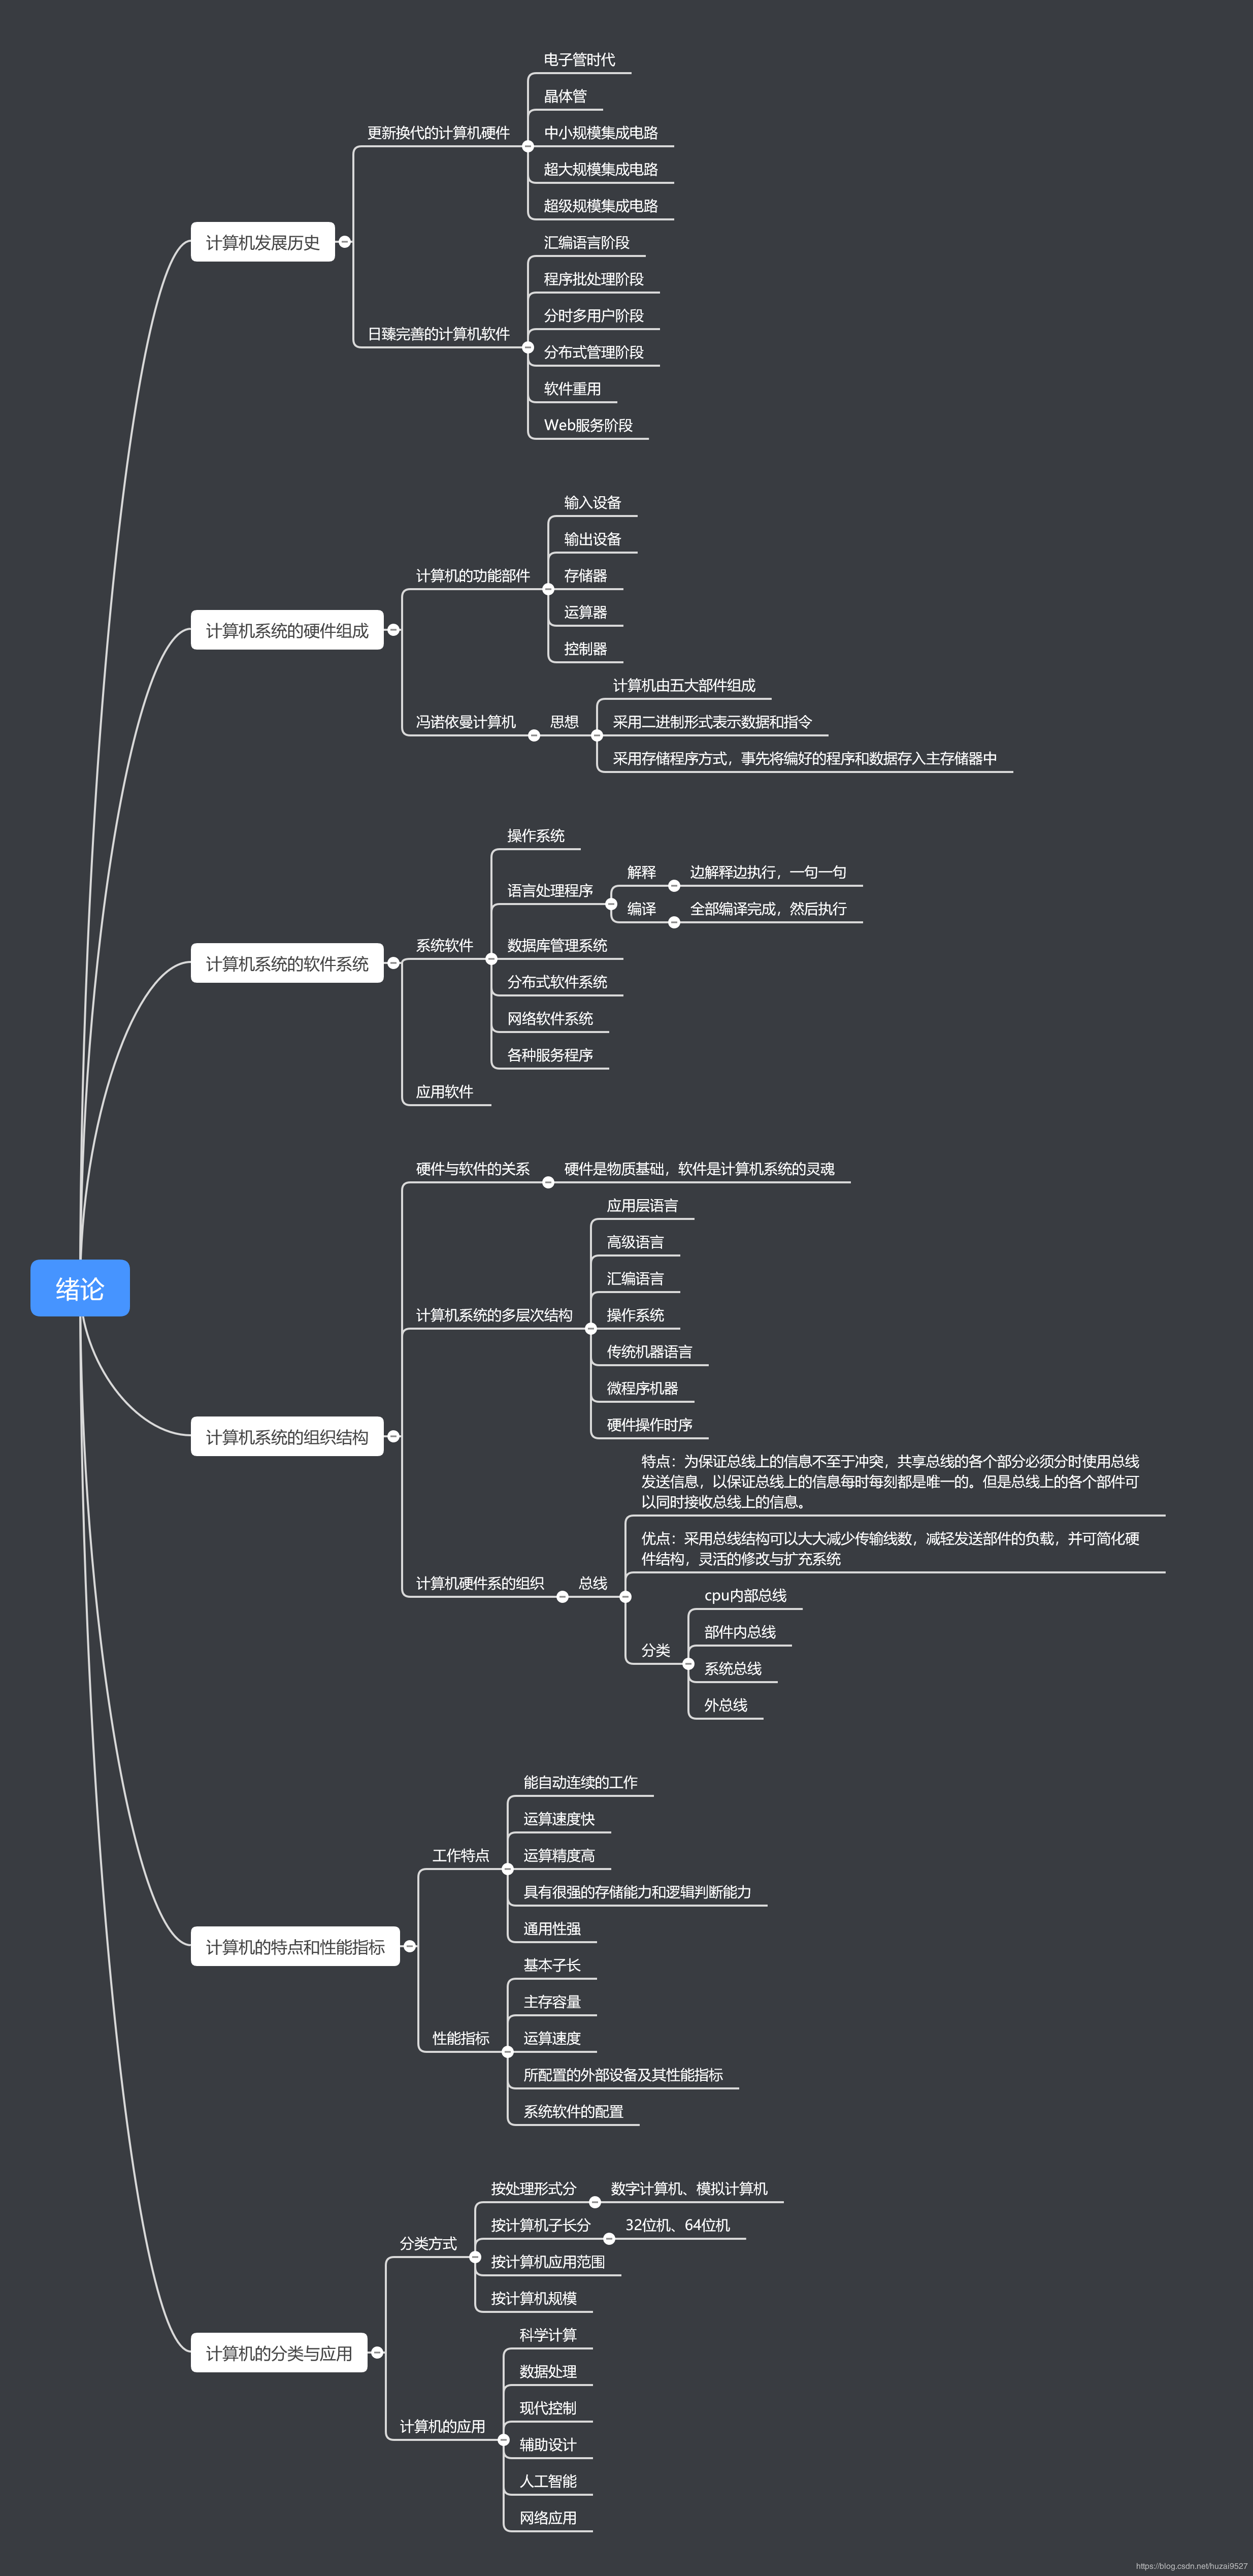 绪论
计算机发展历史
更新换代的计算机硬件
电子管时代
晶体管
中小规模集成电路
超大规模集成电路
超级规模集成电路
日臻完善的计算机软件
汇编语言阶段
程序批处理阶段
分时多用户阶段
分布式管理阶段
软件重用
Web服务阶段
计算机系统的硬件组成
计算机的功能部件
输入设备
输出设备
存储器
运算器
控制器
冯诺依曼计算机
思想
计算机由五大部件组成
采用二进制形式表示数据和指令
采用存储程序方式，事先将编好的程序和数据存入主存储器中
计算机系统的软件系统
系统软件
操作系统
语言处理程序
解释
边解释边执行，一句一句
编译
全部编译完成，然后执行
数据库管理系统
分布式软件系统
网络软件系统
各种服务程序
应用软件
计算机系统的组织结构
硬件与软件的关系
硬件是物质基础，软件是计算机系统的灵魂
计算机系统的多层次结构
应用层语言
高级语言
汇编语言
操作系统
传统机器语言
微程序机器
硬件操作时序
计算机硬件系的组织
总线
特点：为保证总线上的信息不至于冲突，共享总线的各个部分必须分时使用总线
发送信息，以保证总线上的信息每时每刻都是唯一的。但是总线上的各个部件可
以同时接收总线上的信息。
优点：采用总线结构可以大大减少传输线数，减轻发送部件的负载，并可简化硬
件结构，灵活的修改与扩充系统
分类
cpu内部总线
部件内总线
系统总线
外总线
计算机的特点和性能指标
工作特点
能自动连续的工作
运算速度快
运算精度高
具有很强的存储能力和逻辑判断能力
通用性强
性能指标
基本子长
主存容量
运算速度
所配置的外部设备及其性能指标
系统软件的配置
计算机的分类与应用
分类方式
按处理形式分
数字计算机、模拟计算机
按计算机子长分
32位机、64位机
按计算机应用范围
按计算机规模
计算机的应用
科学计算
数据处理
现代控制
辅助设计
人工智能
网络应用
https://blog.csdn.net/huzai9527